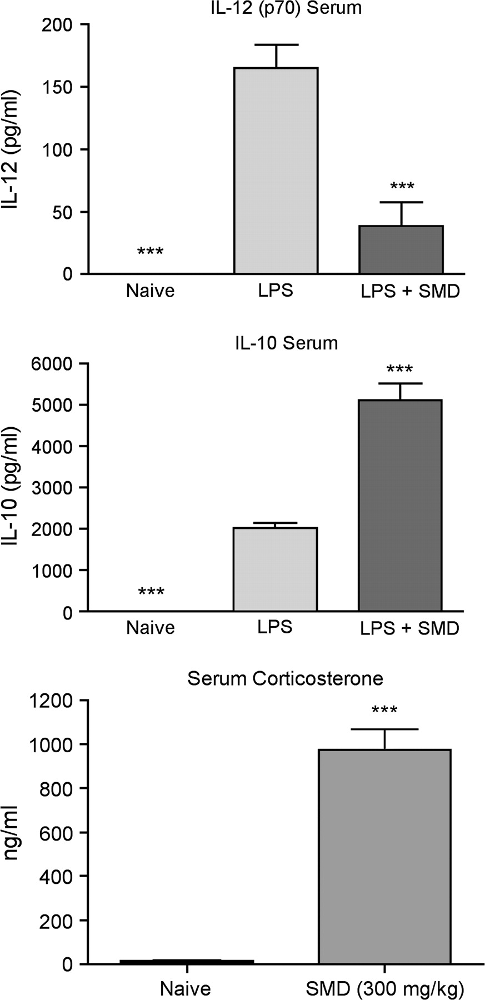 IL-12 (p70) Serum
200
150
100
50
0
IL-12 (pg/ml)
***
***
Naive LPS LPS + SMD
IL-10 Serum
6000
5000
4000
3000
2000
1000
0
IL-10 (pg/ml)
***
***
Naive LPS LPS + SMD
Serum Corticosterone
1200
1000
800
600
400
200
0
ng/ml
***
Naive SMD (300 mg/kg)